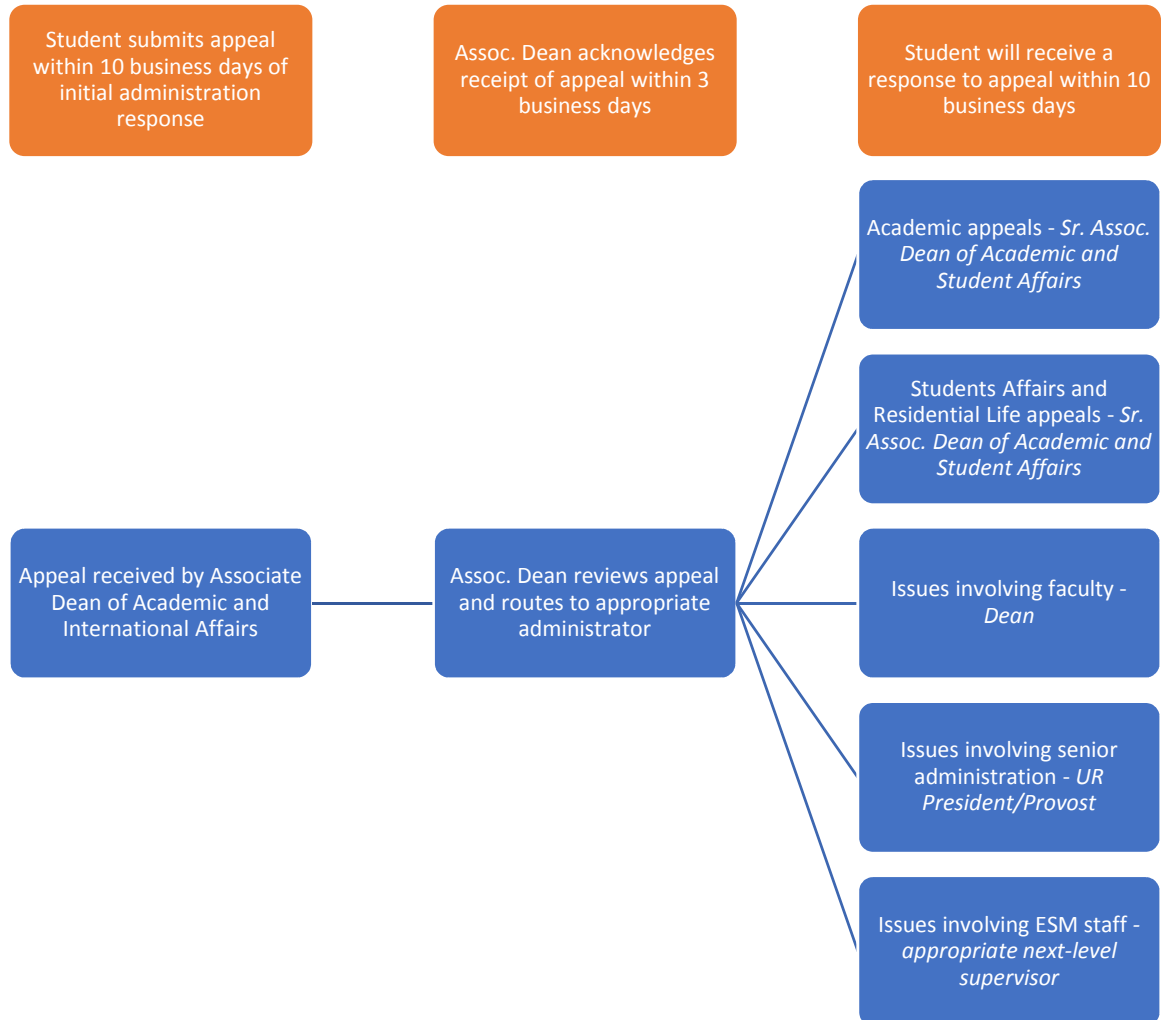 Student submits appeal
within 10 business days of
initial administration
response
Assoc. Dean acknowledges
receipt of appeal within 3
business days
Student will receive a
response to appeal within 10
business days
Appeal received by Associate
Dean of Academic and
International Affairs
Assoc. Dean reviews appeal
and routes to appropriate
administrator
Academic appeals - Sr. Assoc.
Dean of Academic and
Student Affairs
Students Affairs and
Residential Life appeals - Sr.
Assoc. Dean of Academic and
Student Affairs
Issues involving faculty -
Dean
Issues involving senior
administration - UR
President/Provost
Issues involving ESM staff -
appropriate next-level
supervisor